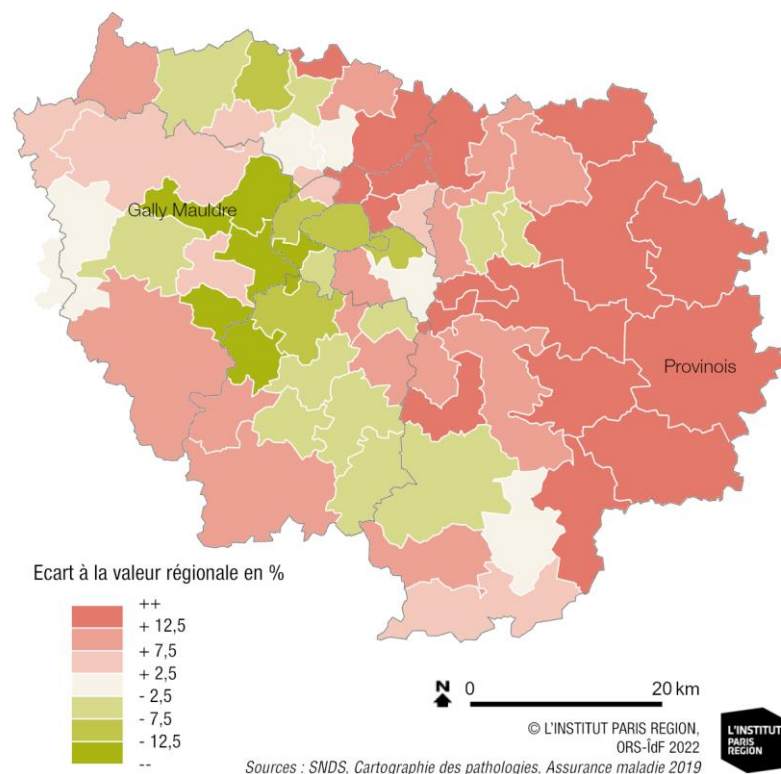 Gally Mauldre
Provinois
Ecart à la valeur régionale en %
++
+ 12,5
+ 7,5
+ 2,5
- 2,5
- 7,5
- 12,5
--
N
0
20 km
© L'INSTITUT PARIS REGION,
ORS-ÎdF 2022
Sources : SNDS, Cartographie des pathologies, Assurance maladie 2019
L'INSTITUT
PARIS
REGION